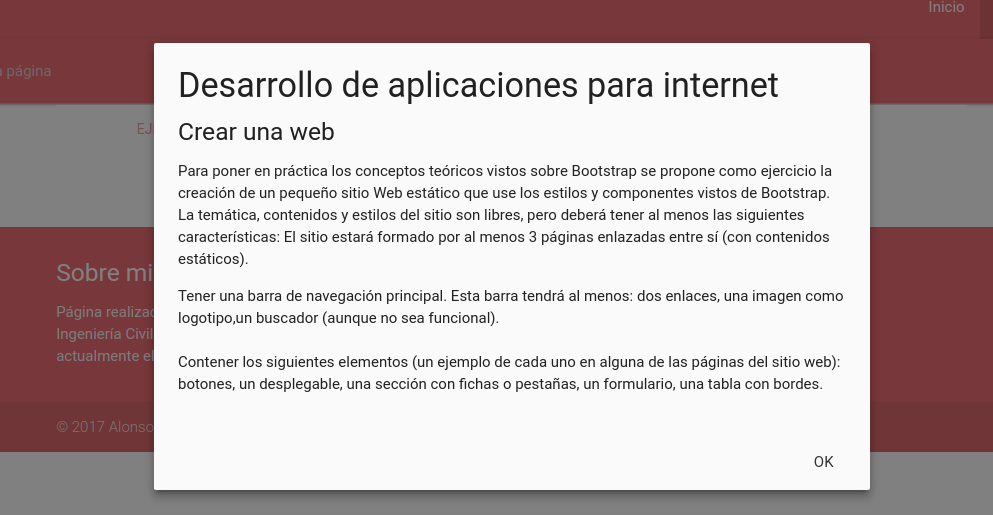 Inicio
página
Desarrollo de aplicaciones para internet
EJ
Crear una web
Para poner en práctica los conceptos teóricos vistos sobre Bootstrap se propone como ejercicio la
creación de un pequeño sitio Web estático que use los estilos y componentes vistos de Bootstrap.
La temática, contenidos y estilos del sitio son libres, pero deberá tener al menos las siguientes
características: El sitio estará formado por al menos 3 páginas enlazadas entre sí (con contenidos
estáticos).
Tener una barra de navegación principal. Esta barra tendrá al menos: dos enlaces, una imagen como
logotipo,un buscador (aunque no sea funcional).
Contener los siguientes elementos (un ejemplo de cada uno en alguna de las páginas del sitio web):
botones, un desplegable, una sección con fichas o pestañas, un formulario, una tabla con bordes.
OK
Sobre mi
Página realizad
Ingeniería Civil
actualmente el
© 2017 Alonso